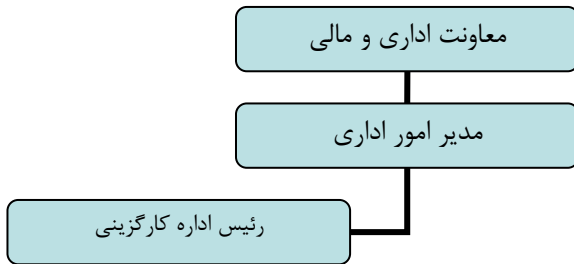 معاونت اداری و مالی
مدیر امور اداری
رئیس اداره کارگزینی